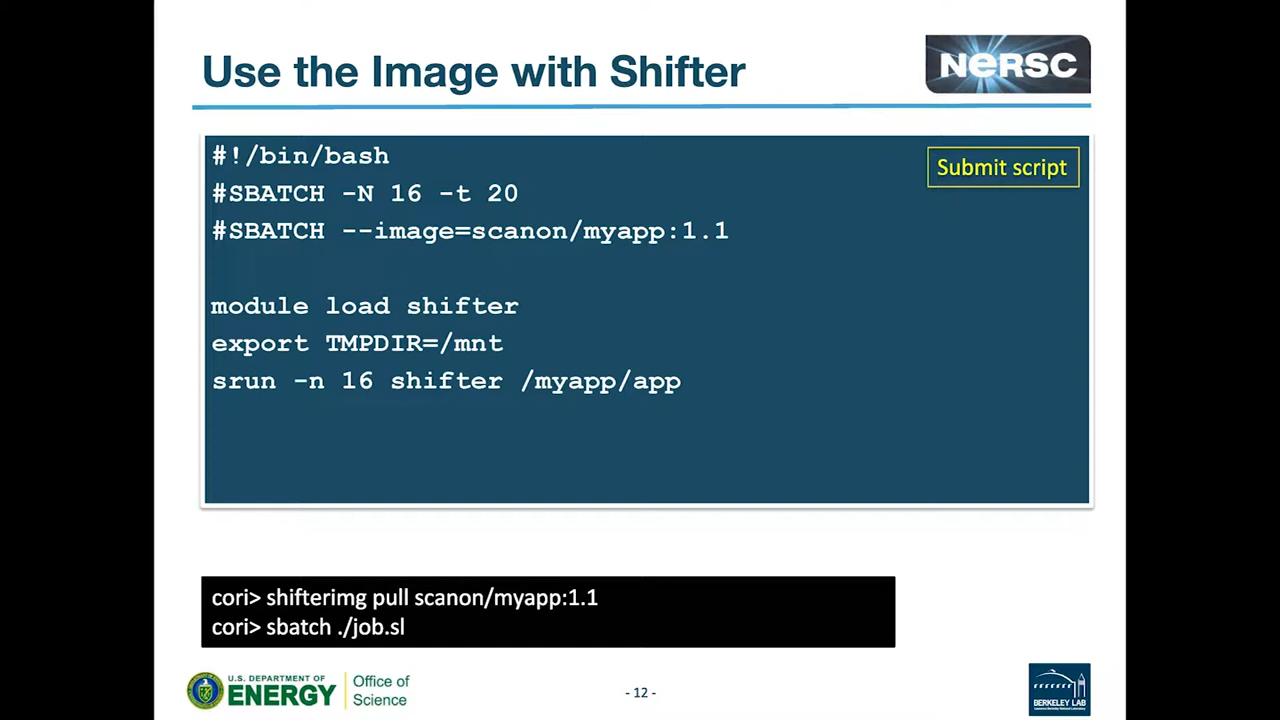 Use the Image with Shifter
NERSC
#!/bin/bash
Submit script
#SBATCH -N 16 -t 20
#SBATCH --image=scanon/myapp:1.1
module load shifter
export TMPDIR=/mnt
srun -n 16 shifter /myapp/app
cori> shifterimg pull scanon/myapp:1.1
cori> sbatch ./job.sl
U.S. DEPARTMENT OF
ENERGY
Office of
Science
- 12 -
BERKELEY LAB